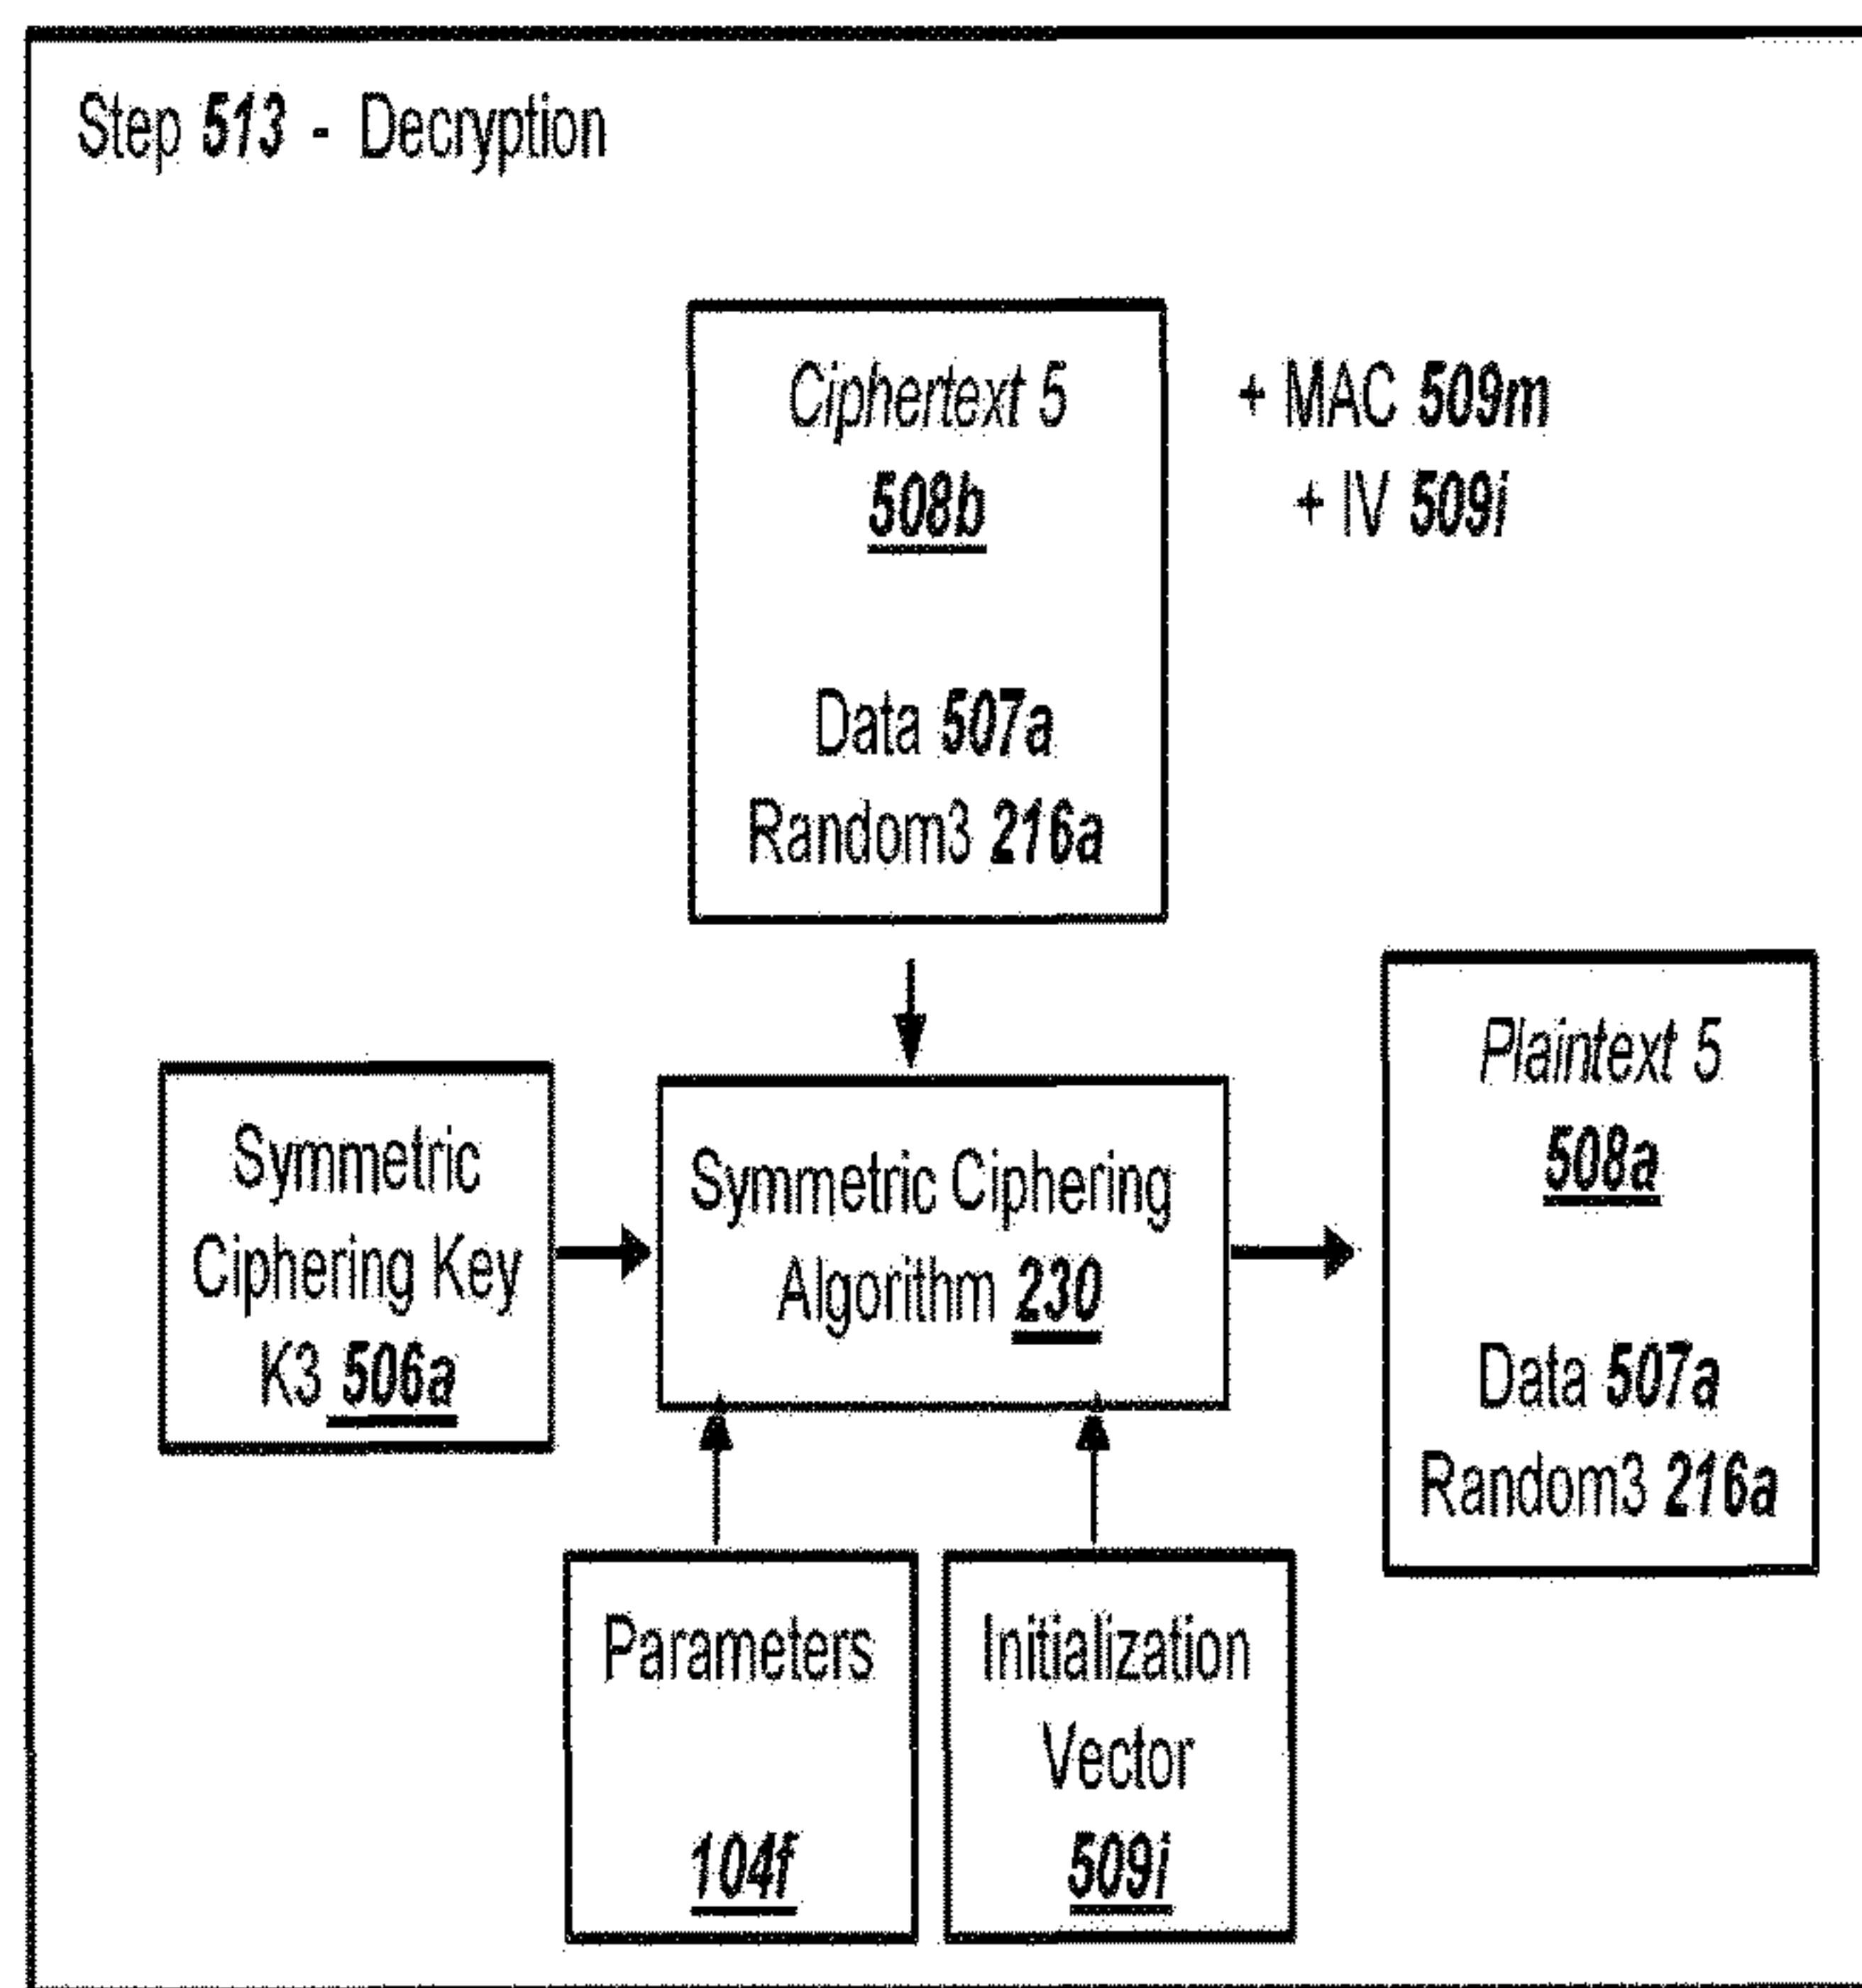 Step 513 - Decryption
Ciphertext 5
508b
Data 507a
Random3 216a
+ MAC 509m
+ IV 509i
Symmetric
Ciphering Key
K3 506a
Symmetric Ciphering
Algorithm 230
Plaintext 5
508a
Data 507a
Random3 216a
Parameters
104f
Initialization
Vector
509i